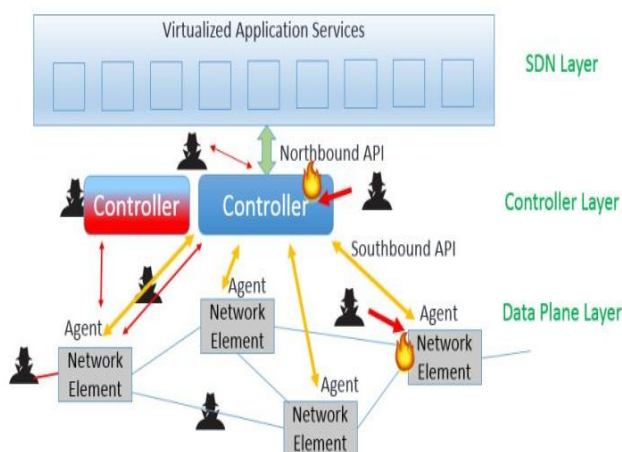 Virtualized Application Services
SDN Layer
Northbound API
Controller
Controller
Controller Layer
Southbound API
Agent
Agent
Agent
Data Plane Layer
Network
Element
Network
Element
Network
Element
Agent
Network
Element